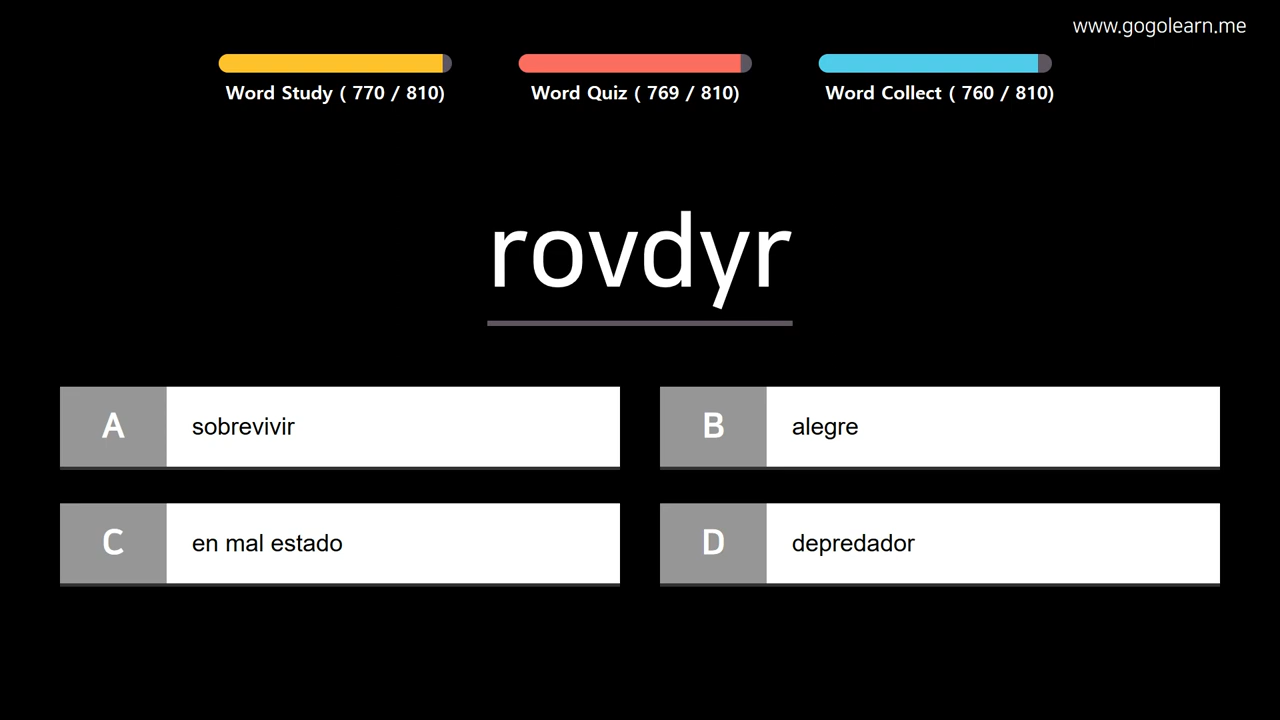 www.gogolearn.me
Word Study ( 770 / 810)
Word Quiz ( 769 / 810)
Word Collect ( 760 / 810)
rovdyr
A sobrevivir
B alegre
C en mal estado
D depredador